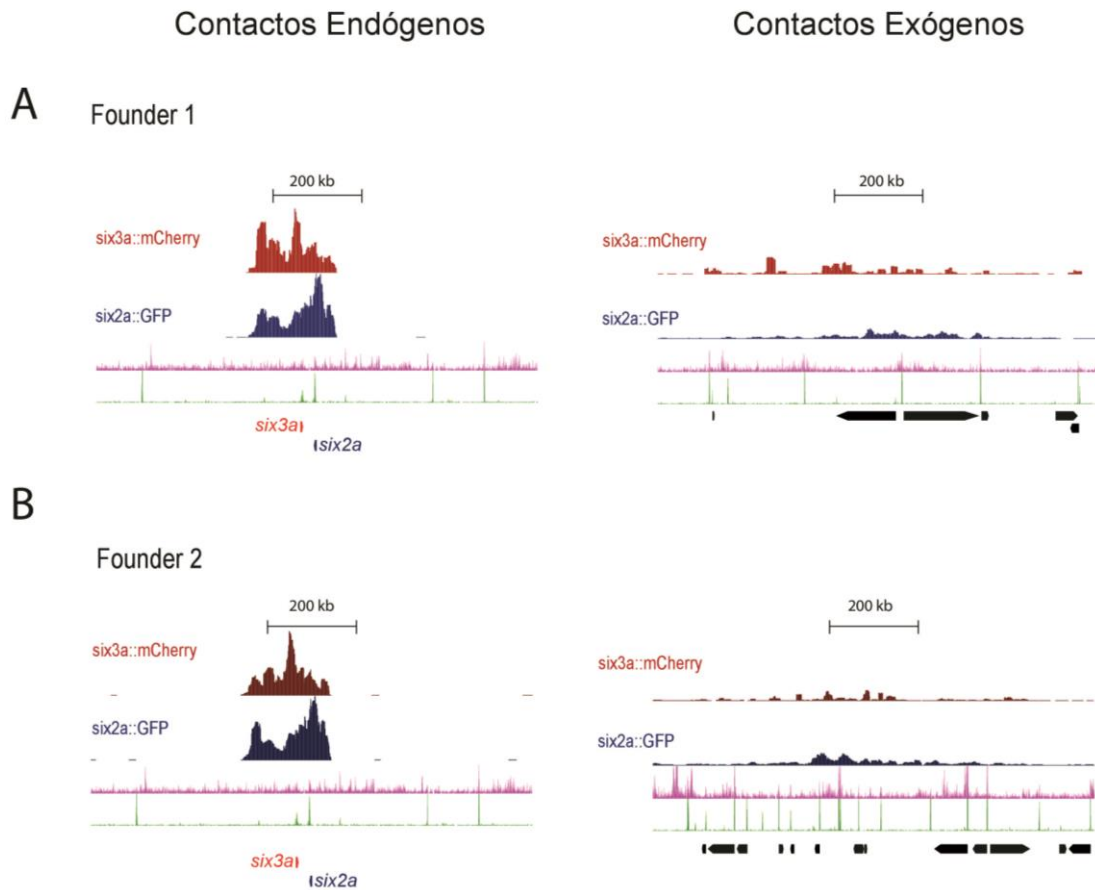 Contactos Endógenos
Contactos Exógenos
A
Founder 1
200 kb
200 kb
six3a::mCherry
six3a::mCherry
six2a::GFP
six2a::GFP
six3a
six2a
B
Founder 2
200 kb
200 kb
six3a::mCherry
six3a::mCherry
six2a::GFP
six2a::GFP
six3a
six2a